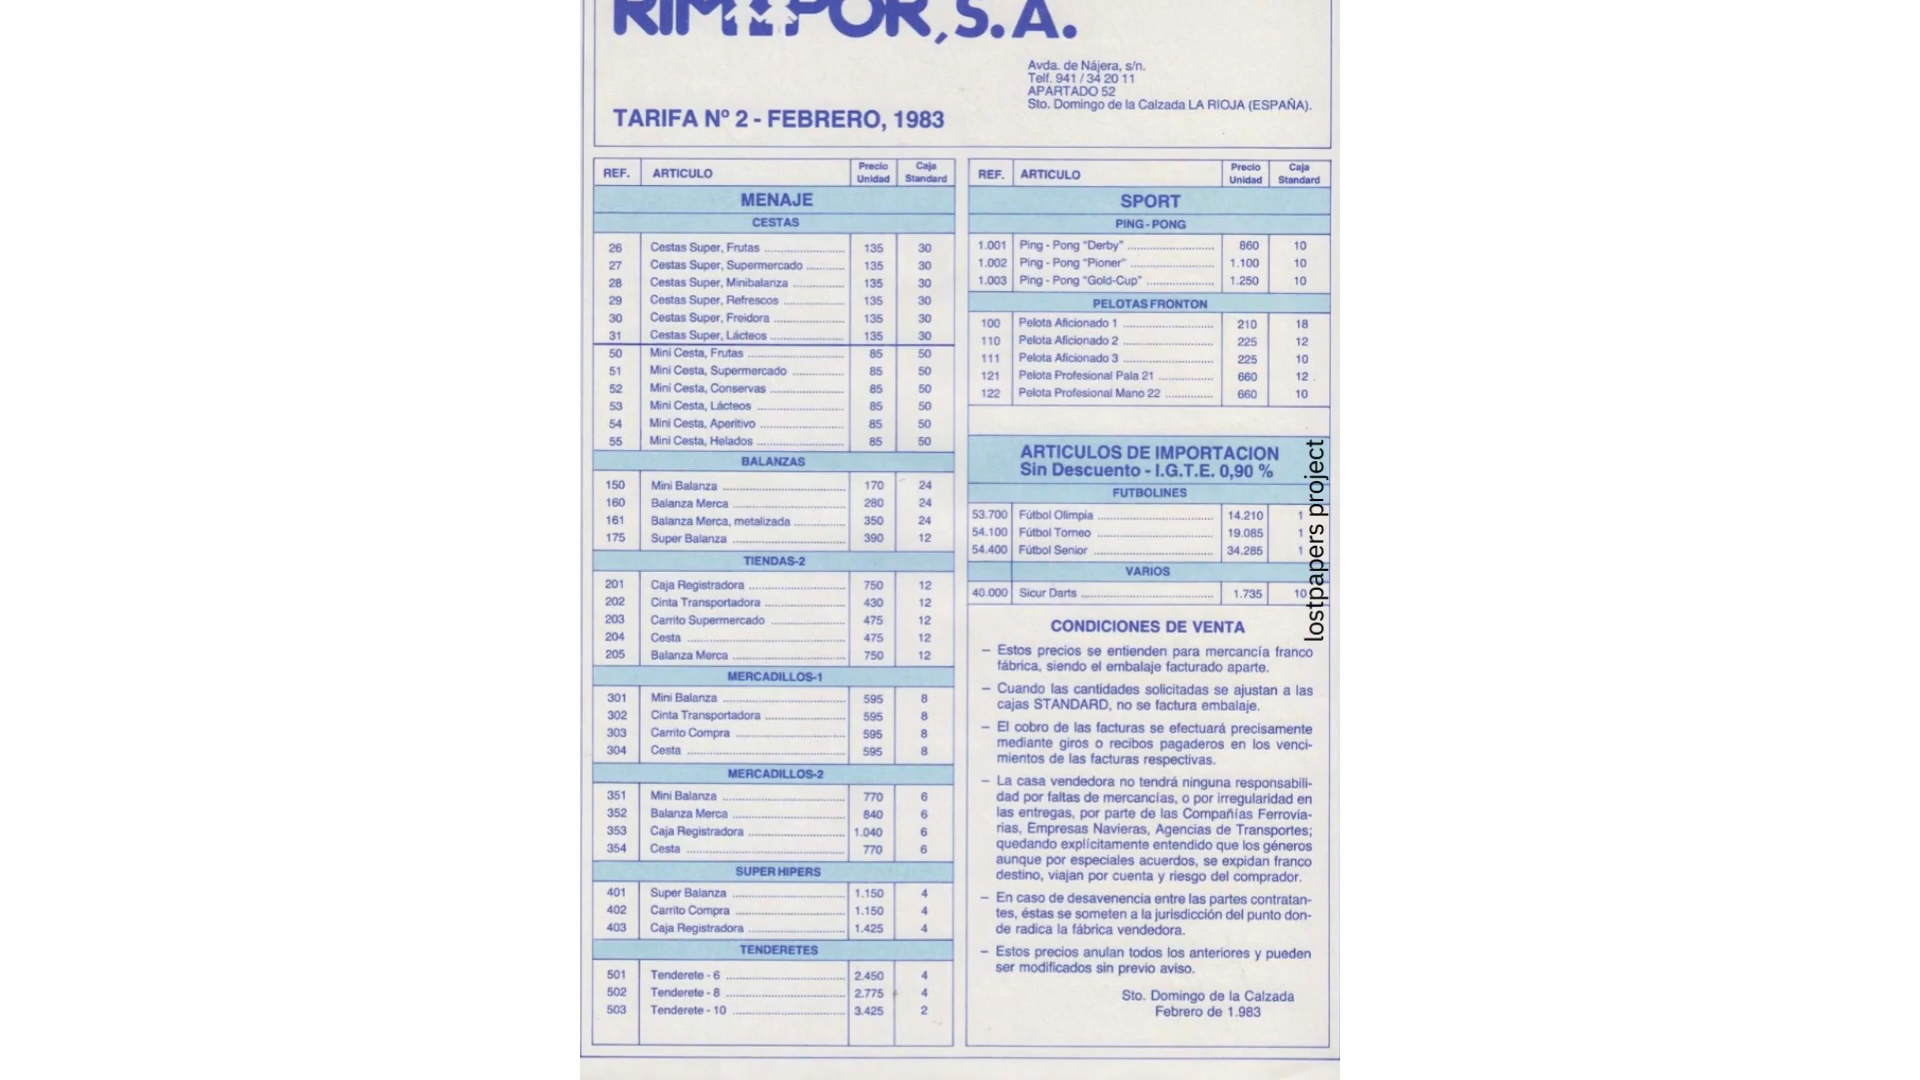 RIMPOR, S.A.
Avda. de Nájera, s/n.
Telf. 941 / 34 20 11
APARTADO 52
Sto. Domingo de la Calzada LA RIOJA (ESPAÑA).
TARIFA Nº 2 - FEBRERO, 1983
REF. ARTICULO Precio Unidad Caja Standard
MENAJE
CESTAS
26 Cestas Super, Frutas 135 30
27 Cestas Super, Supermercado 135 30
28 Cestas Super, Minibalanza 135 30
29 Cestas Super, Refrescos 135 30
30 Cestas Super, Freidora 135 30
31 Cestas Super, Lácteos 135 30
50 Mini Cesta, Frutas 85 50
51 Mini Cesta, Supermercado 85 50
52 Mini Cesta, Conservas 85 50
53 Mini Cesta, Lácteos 85 50
54 Mini Cesta, Aperitivo 85 50
55 Mini Cesta, Helados 85 50
BALANZAS
150 Mini Balanza 170 24
160 Balanza Merca 280 24
161 Balanza Merca, metalizada 350 24
175 Super Balanza 390 12
TIENDAS-2
201 Caja Registradora 750 12
202 Cinta Transportadora 430 12
203 Carrito Supermercado 475 12
204 Cesta 475 12
205 Balanza Merca 750 12
MERCADILLOS-1
301 Mini Balanza 595 8
302 Cinta Transportadora 595 8
303 Carrito Compra 595 8
304 Cesta 595 8
MERCADILLOS-2
351 Mini Balanza 770 6
352 Balanza Merca 840 6
353 Caja Registradora 1.040 6
354 Cesta 770 6
SUPER HIPERS
401 Super Balanza 1.150 4
402 Carrito Compra 1.150 4
403 Caja Registradora 1.425 4
TENDERETES
501 Tenderete - 6 2.450 4
502 Tenderete - 8 2.775 4
503 Tenderete - 10 3.425 2
REF. ARTICULO Precio Unidad Caja Standard
SPORT
PING-PONG
1.001 Ping - Pong "Derby" 860 10
1.002 Ping - Pong "Pioner" 1.100 10
1.003 Ping - Pong "Gold-Cup" 1.250 10
PELOTAS FRONTON
100 Pelota Aficionado 1 210 18
110 Pelota Aficionado 2 225 12
111 Pelota Aficionado 3 225 10
121 Pelota Profesional Pala 21 660 12
122 Pelota Profesional Mano 22 660 10
ARTICULOS DE IMPORTACION
Sin Descuento - I.G.T.E. 0,90 %
FUTBOLINES
53.700 Fútbol Olimpia 14.210 1
54.100 Fútbol Torneo 19.085 1
54.400 Fútbol Senior 34.285 1
VARIOS
40.000 Sicur Darts 1.735 10
CONDICIONES DE VENTA
– Estos precios se entienden para mercancía franco
fábrica, siendo el embalaje facturado aparte.
– Cuando las cantidades solicitadas se ajustan a las
cajas STANDARD, no se factura embalaje.
– El cobro de las facturas se efectuará precisamente
mediante giros o recibos pagaderos en los venci-
mientos de las facturas respectivas.
– La casa vendedora no tendrá ninguna responsabili-
dad por faltas de mercancías, o por irregularidad en
las entregas, por parte de las Compañías Ferrovia-
rias, Empresas Navieras, Agencias de Transportes;
quedando explícitamente entendido que los géneros
aunque por especiales acuerdos, se expidan franco
destino, viajan por cuenta y riesgo del comprador.
– En caso de desavenencia entre las partes contratan-
tes, éstas se someten a la jurisdicción del punto don-
de radica la fábrica vendedora.
– Estos precios anulan todos los anteriores y pueden
ser modificados sin previo aviso.
Sto. Domingo de la Calzada
Febrero de 1.983
lostpapers project